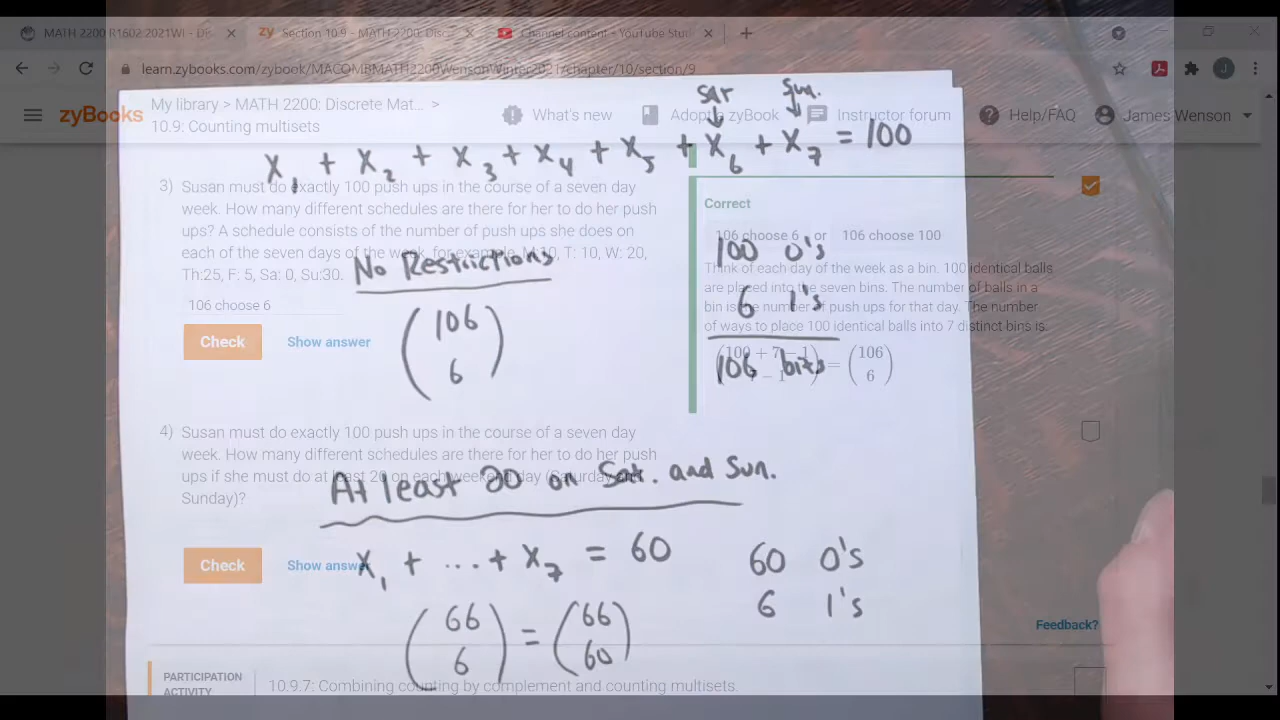 MATH 2200 R1602 2021WI - Dis
Section 10.9 - MATH 2200: Disc
Channel content - YouTube Stud
learn.zybooks.com/zybook/MACOMBMATH2200WensonWinter2021/chapter/10/section/9
zyBooks
My library > MATH 2200: Discrete Mat... >
10.9: Counting multisets
What's new
Adopt a zyBook
Instructor forum
Help/FAQ
James Wenson
Sat
Sun.
x₁ + x₂ + x₃ + x₄ + x₅ + x₆ + x₇ = 100
3) Susan must do exactly 100 push ups in the course of a seven day
week. How many different schedules are there for her to do her push
ups? A schedule consists of the number of push ups she does on
each of the seven days of the week, for example, M:10, T: 10, W: 20,
Th:25, F: 5, Sa: 0, Su:30.
106 choose 6
Check
Show answer
Correct
106 choose 6 or 106 choose 100
Think of each day of the week as a bin. 100 identical balls
are placed into the seven bins. The number of balls in a
bin is the number of push ups for that day. The number
of ways to place 100 identical balls into 7 distinct bins is:
(100 + 7 - 1
7 - 1) = (106
6)
No Restrictions
(106
6)
100 0's
6 1's
106 bits
4) Susan must do exactly 100 push ups in the course of a seven day
week. How many different schedules are there for her to do her push
ups if she must do at least 20 on each weekend day (Saturday and
Sunday)?
Check
Show answer
At least 20 on Sat. and Sun.
x₁ + ... + x₇ = 60
(66
6) = (66
60)
60 0's
6 1's
Feedback?
PARTICIPATION
ACTIVITY
10.9.7: Combining counting by complement and counting multisets.